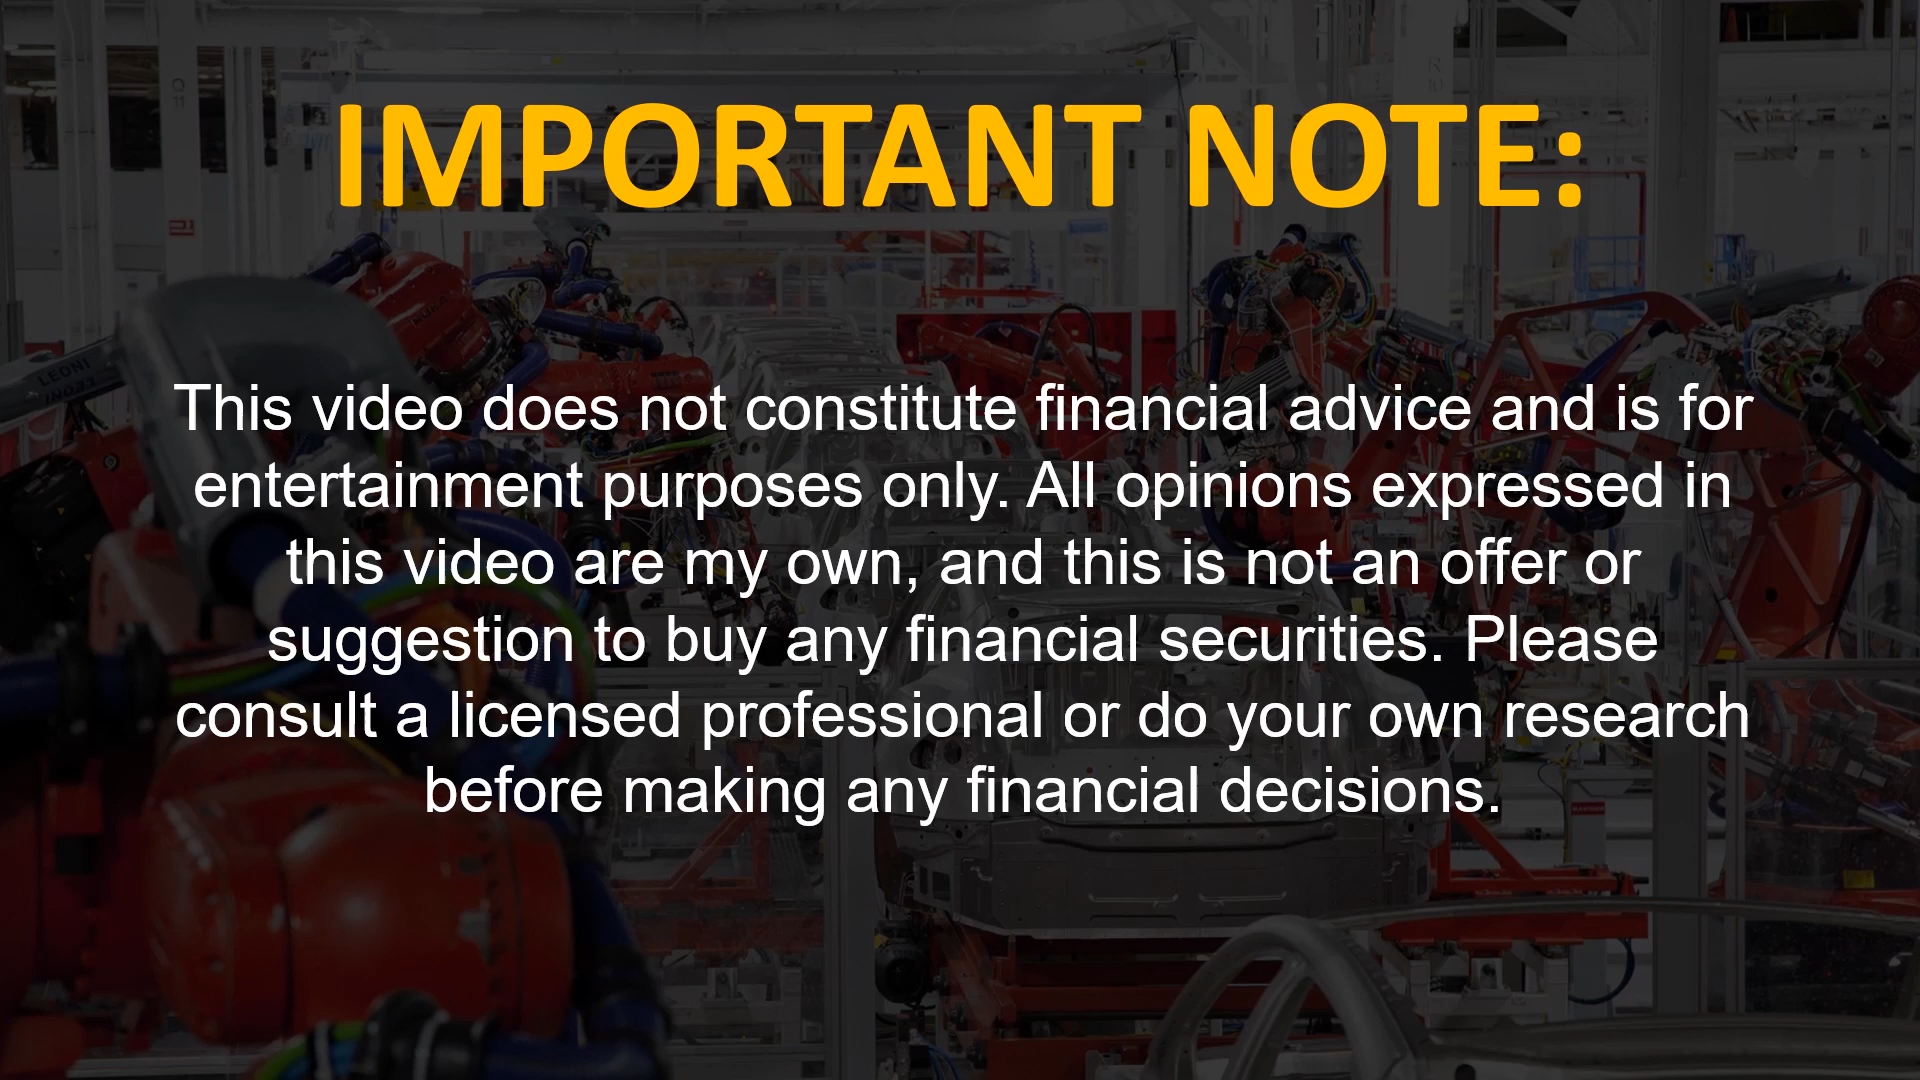 IMPORTANT NOTE:
This video does not constitute financial advice and is for
entertainment purposes only. All opinions expressed in
this video are my own, and this is not an offer or
suggestion to buy any financial securities. Please
consult a licensed professional or do your own research
before making any financial decisions.
LEONI
KUKA